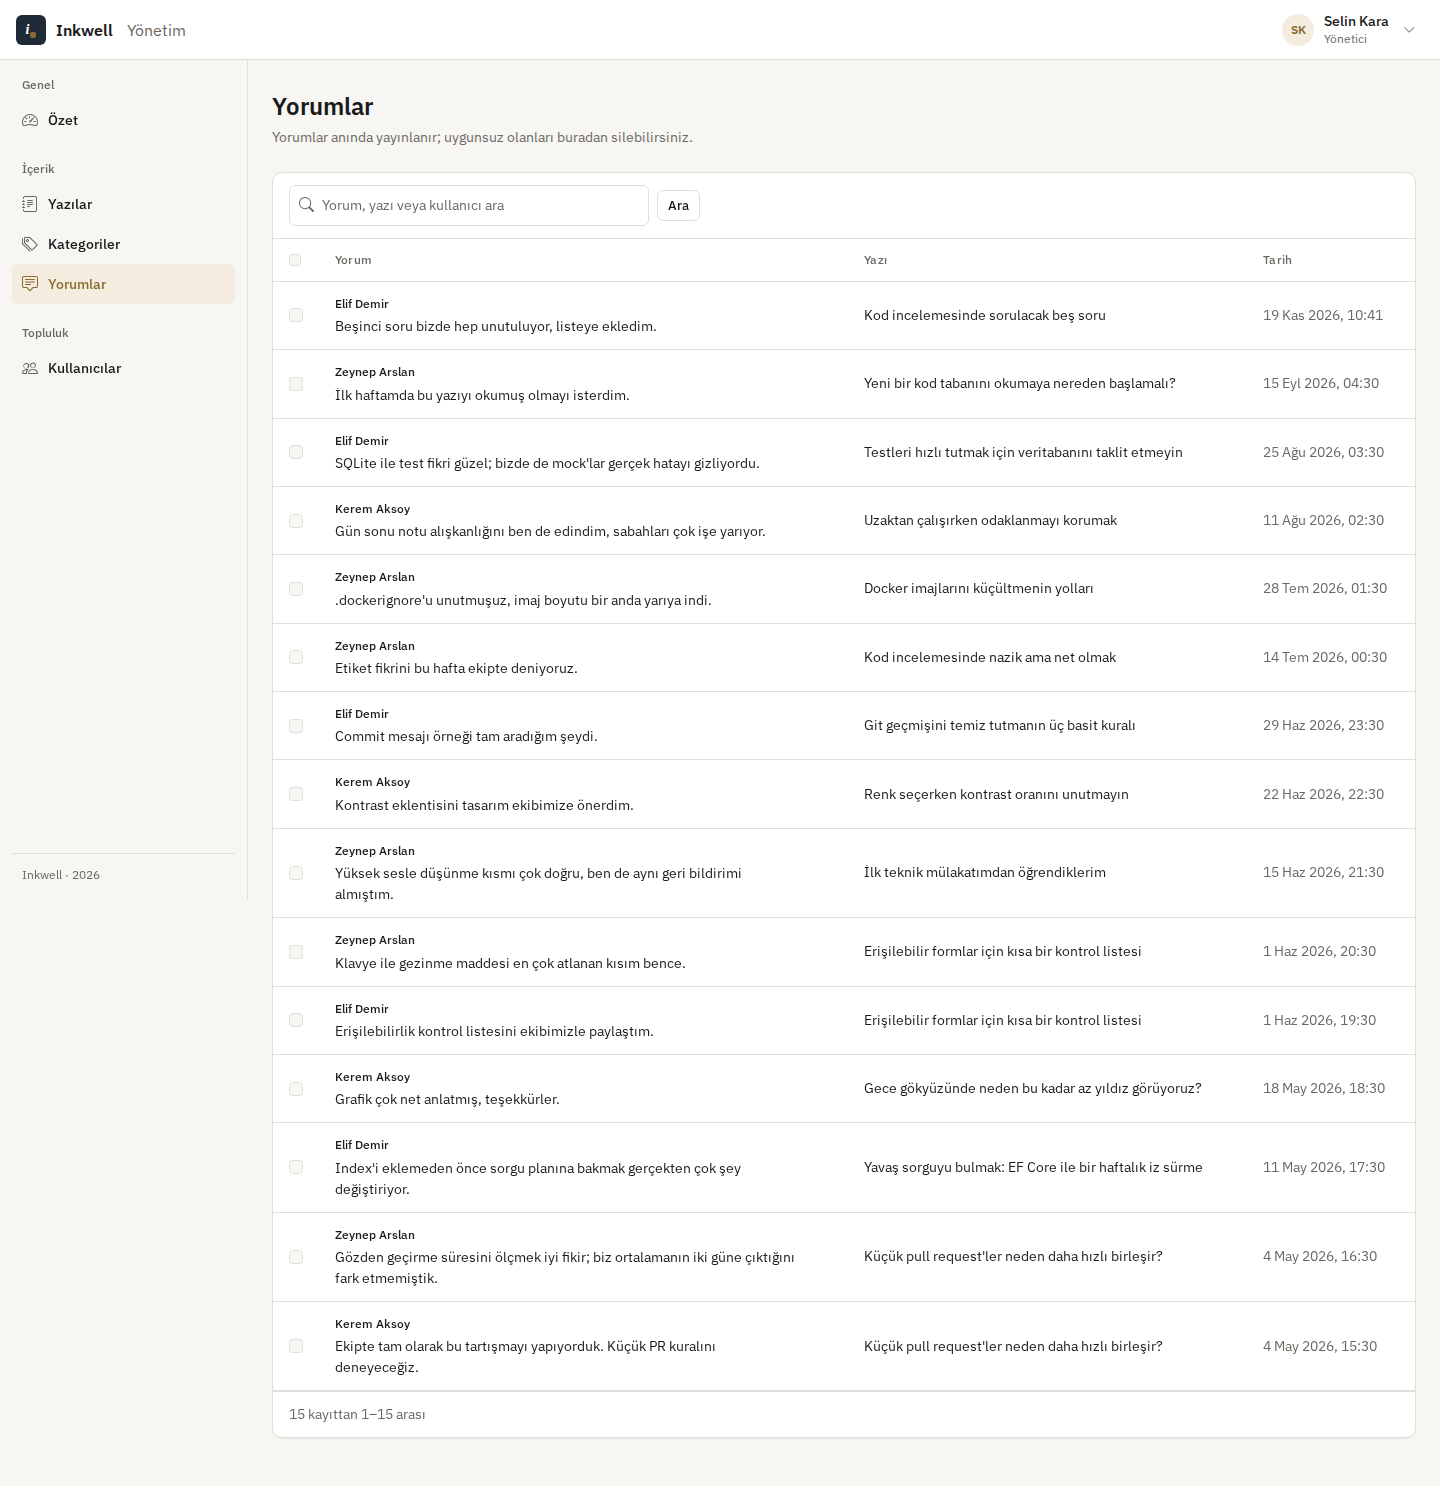 i.
Inkwell Yönetim
SK
Selin Kara
Yönetici
Genel
Özet
İçerik
Yazılar
Kategoriler
Yorumlar
Topluluk
Kullanıcılar
Inkwell · 2026
Yorumlar
Yorumlar anında yayınlanır; uygunsuz olanları buradan silebilirsiniz.
Yorum, yazı veya kullanıcı ara
Ara
Yorum Yazı Tarih
Elif Demir
Beşinci soru bizde hep unutuluyor, listeye ekledim.
Kod incelemesinde sorulacak beş soru
19 Kas 2026, 10:41
Zeynep Arslan
İlk haftamda bu yazıyı okumuş olmayı isterdim.
Yeni bir kod tabanını okumaya nereden başlamalı?
15 Eyl 2026, 04:30
Elif Demir
SQLite ile test fikri güzel; bizde de mock'lar gerçek hatayı gizliyordu.
Testleri hızlı tutmak için veritabanını taklit etmeyin
25 Ağu 2026, 03:30
Kerem Aksoy
Gün sonu notu alışkanlığını ben de edindim, sabahları çok işe yarıyor.
Uzaktan çalışırken odaklanmayı korumak
11 Ağu 2026, 02:30
Zeynep Arslan
.dockerignore'u unutmuşuz, imaj boyutu bir anda yarıya indi.
Docker imajlarını küçültmenin yolları
28 Tem 2026, 01:30
Zeynep Arslan
Etiket fikrini bu hafta ekipte deniyoruz.
Kod incelemesinde nazik ama net olmak
14 Tem 2026, 00:30
Elif Demir
Commit mesajı örneği tam aradığım şeydi.
Git geçmişini temiz tutmanın üç basit kuralı
29 Haz 2026, 23:30
Kerem Aksoy
Kontrast eklentisini tasarım ekibimize önerdim.
Renk seçerken kontrast oranını unutmayın
22 Haz 2026, 22:30
Zeynep Arslan
Yüksek sesle düşünme kısmı çok doğru, ben de aynı geri bildirimi
almıştım.
İlk teknik mülakatımdan öğrendiklerim
15 Haz 2026, 21:30
Zeynep Arslan
Klavye ile gezinme maddesi en çok atlanan kısım bence.
Erişilebilir formlar için kısa bir kontrol listesi
1 Haz 2026, 20:30
Elif Demir
Erişilebilirlik kontrol listesini ekibimizle paylaştım.
Erişilebilir formlar için kısa bir kontrol listesi
1 Haz 2026, 19:30
Kerem Aksoy
Grafik çok net anlatmış, teşekkürler.
Gece gökyüzünde neden bu kadar az yıldız görüyoruz?
18 May 2026, 18:30
Elif Demir
Index'i eklemeden önce sorgu planına bakmak gerçekten çok şey
değiştiriyor.
Yavaş sorguyu bulmak: EF Core ile bir haftalık iz sürme
11 May 2026, 17:30
Zeynep Arslan
Gözden geçirme süresini ölçmek iyi fikir; biz ortalamanın iki güne çıktığını
fark etmemiştik.
Küçük pull request'ler neden daha hızlı birleşir?
4 May 2026, 16:30
Kerem Aksoy
Ekipte tam olarak bu tartışmayı yapıyorduk. Küçük PR kuralını
deneyeceğiz.
Küçük pull request'ler neden daha hızlı birleşir?
4 May 2026, 15:30
15 kayıttan 1–15 arası